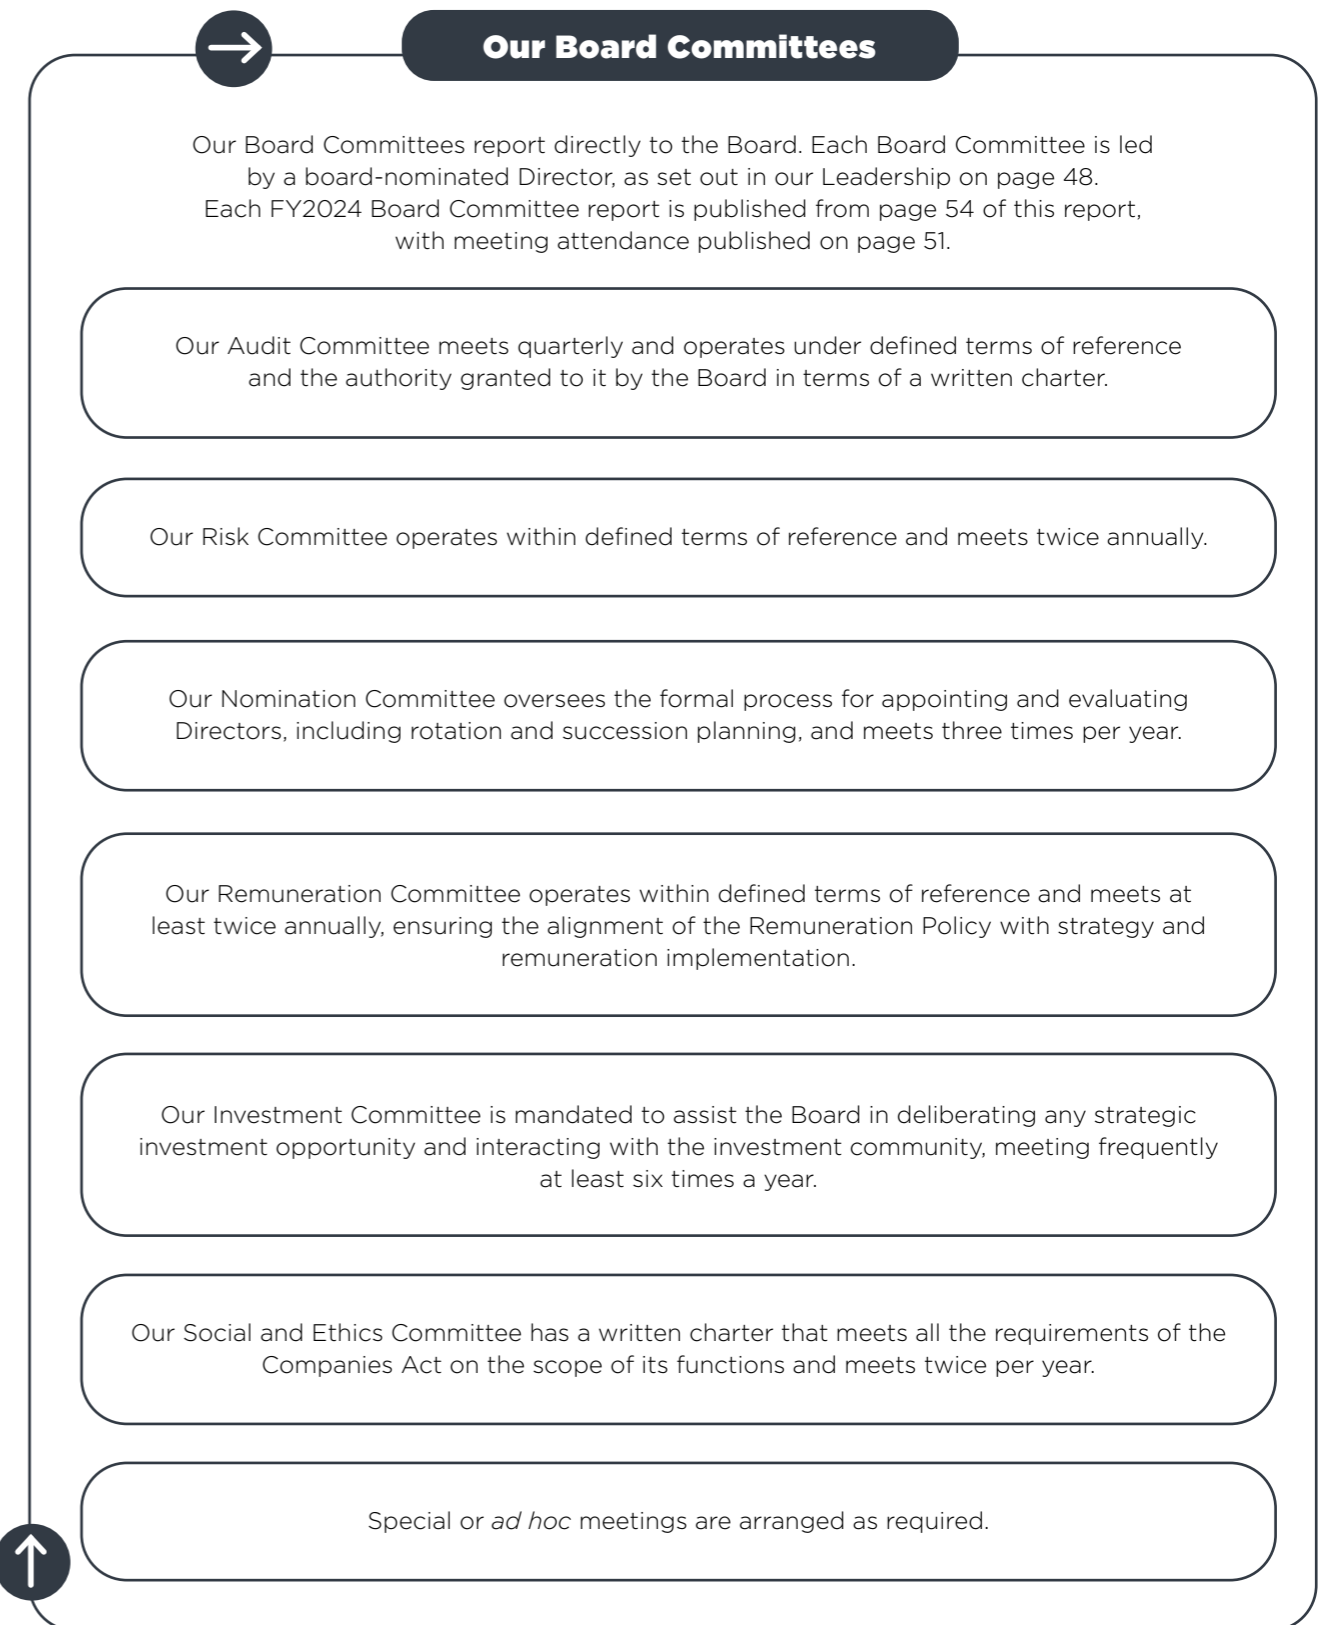 Our Board Committees
Our Board Committees report directly to the Board. Each Board Committee is led
by a board-nominated Director, as set out in our Leadership on page 48.
Each FY2024 Board Committee report is published from page 54 of this report,
with meeting attendance published on page 51.
Our Audit Committee meets quarterly and operates under defined terms of reference
and the authority granted to it by the Board in terms of a written charter.
Our Risk Committee operates within defined terms of reference and meets twice annually.
Our Nomination Committee oversees the formal process for appointing and evaluating
Directors, including rotation and succession planning, and meets three times per year.
Our Remuneration Committee operates within defined terms of reference and meets at
least twice annually, ensuring the alignment of the Remuneration Policy with strategy and
remuneration implementation.
Our Investment Committee is mandated to assist the Board in deliberating any strategic
investment opportunity and interacting with the investment community, meeting frequently
at least six times a year.
Our Social and Ethics Committee has a written charter that meets all the requirements of the
Companies Act on the scope of its functions and meets twice per year.
Special or ad hoc meetings are arranged as required.